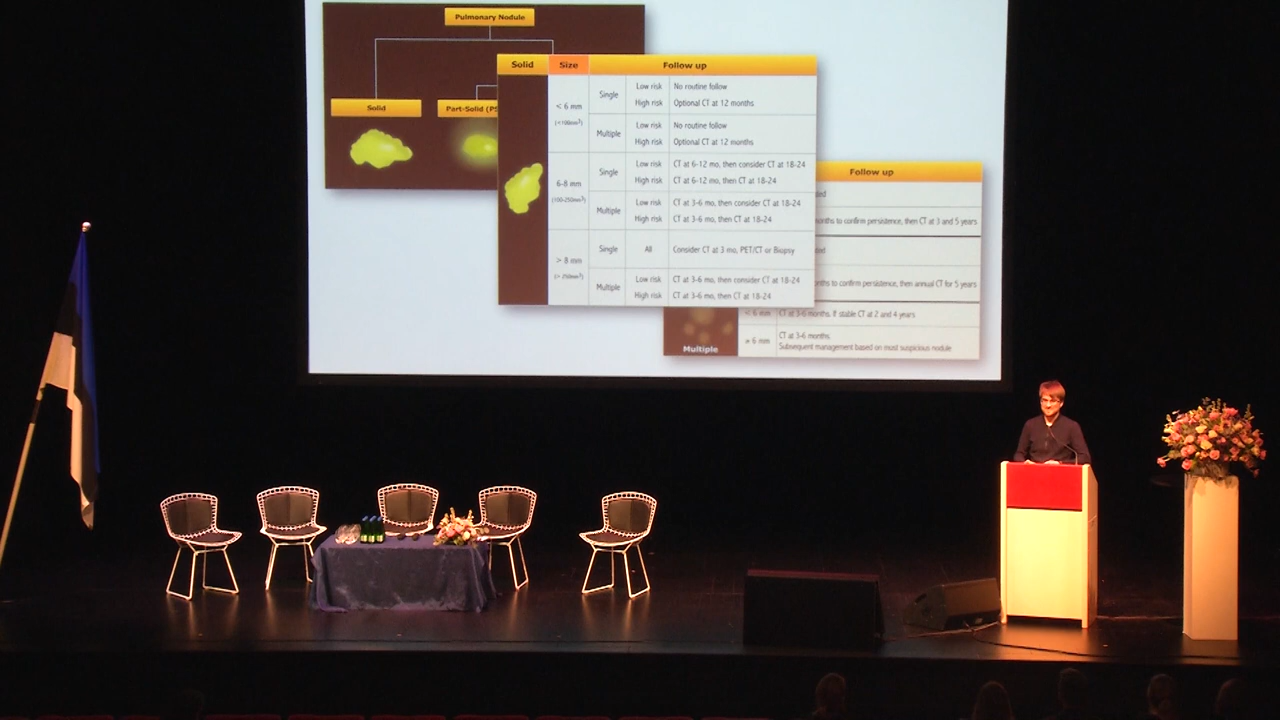 Pulmonary Nodule
Solid
Part-Solid (PS
Solid Size Follow up
< 6 mm
(<100mm³)
Single
Low risk No routine follow
High risk Optional CT at 12 months
Multiple
Low risk No routine follow
High risk Optional CT at 12 months
6-8 mm
(100-250mm³)
Single
Low risk CT at 6-12 mo, then consider CT at 18-24
High risk CT at 6-12 mo, then CT at 18-24
Multiple
Low risk CT at 3-6 mo, then consider CT at 18-24
High risk CT at 3-6 mo, then CT at 18-24
> 8 mm
(> 250mm³)
Single
All Consider CT at 3 mo, PET/CT or Biopsy
Multiple
Low risk CT at 3-6 mo, then consider CT at 18-24
High risk CT at 3-6 mo, then CT at 18-24
Follow up
onths to confirm persistence, then CT at 3 and 5 years
nths to confirm persistence, then annual CT for 5 years
Multiple
< 6 mm CT at 3-6 months. If stable CT at 2 and 4 years
≥ 6 mm CT at 3-6 months
Subsequent management based on most suspicious nodule